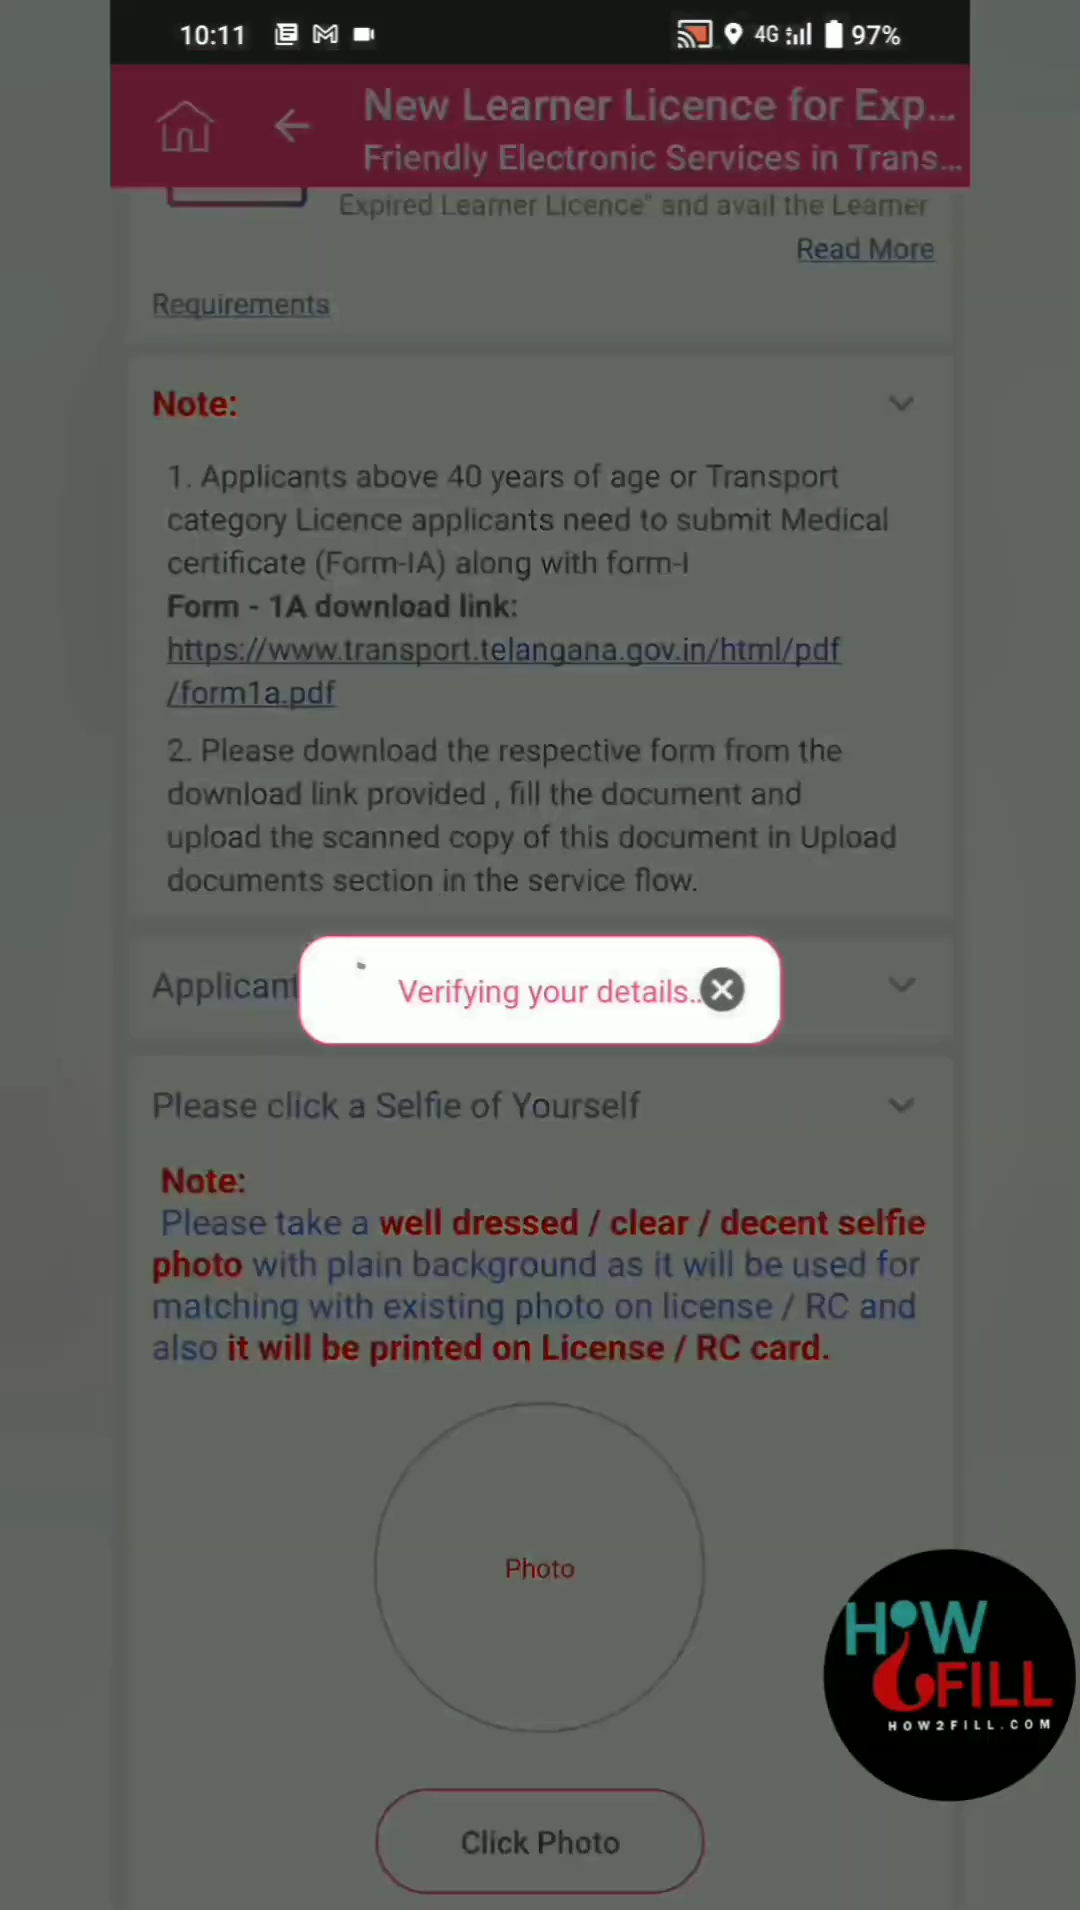 10:11
4G
97%
New Learner Licence for Exp...
Friendly Electronic Services in Trans...
Expired Learner Licence" and avail the Learner
Read More
Requirements
Note:
1. Applicants above 40 years of age or Transport
category Licence applicants need to submit Medical
certificate (Form-IA) along with form-I
Form - 1A download link:
https://www.transport.telangana.gov.in/html/pdf
/form1a.pdf
2. Please download the respective form from the
download link provided , fill the document and
upload the scanned copy of this document in Upload
documents section in the service flow.
Applicant
Verifying your details..
Please click a Selfie of Yourself
Note:
Please take a well dressed / clear / decent selfie
photo with plain background as it will be used for
matching with existing photo on license / RC and
also it will be printed on License / RC card.
Photo
HOW
2FILL
HOW2FILL.COM
Click Photo